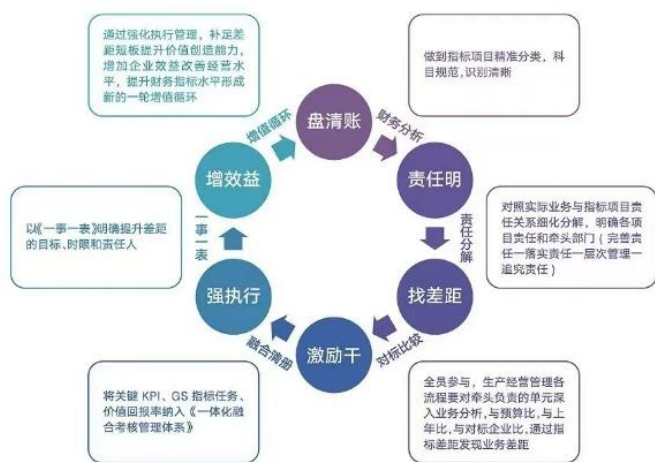 通过强化执行管理，补足差
距短板提升价值创造能力，
增加企业效益改善经营水
平，提升财务指标水平形成
新的一轮增值循环
做到指标项目精准分类，科
目规范，识别清晰
增值循环
盘清账
财务分析
增效益
责任明
以《一事一表》明确提升差距
的目标、时限和责任人
一事一表
责任分解
对照实际业务与指标项目责
任关系细化分解，明确各项
目责任和牵头部门（完善责
任一落实责任一层次管理一
追究责任）
强执行
找差距
融合清册
激励干
对标比较
将关键 KPI、GS 指标任务、
价值回报率纳入《一体化融
合考核管理体系》
全员参与，生产经营管理各
流程要对牵头负责的单元深
入业务分析，与预算比，与
上年比，与对标企业比，通过指
标差距发现业务差距